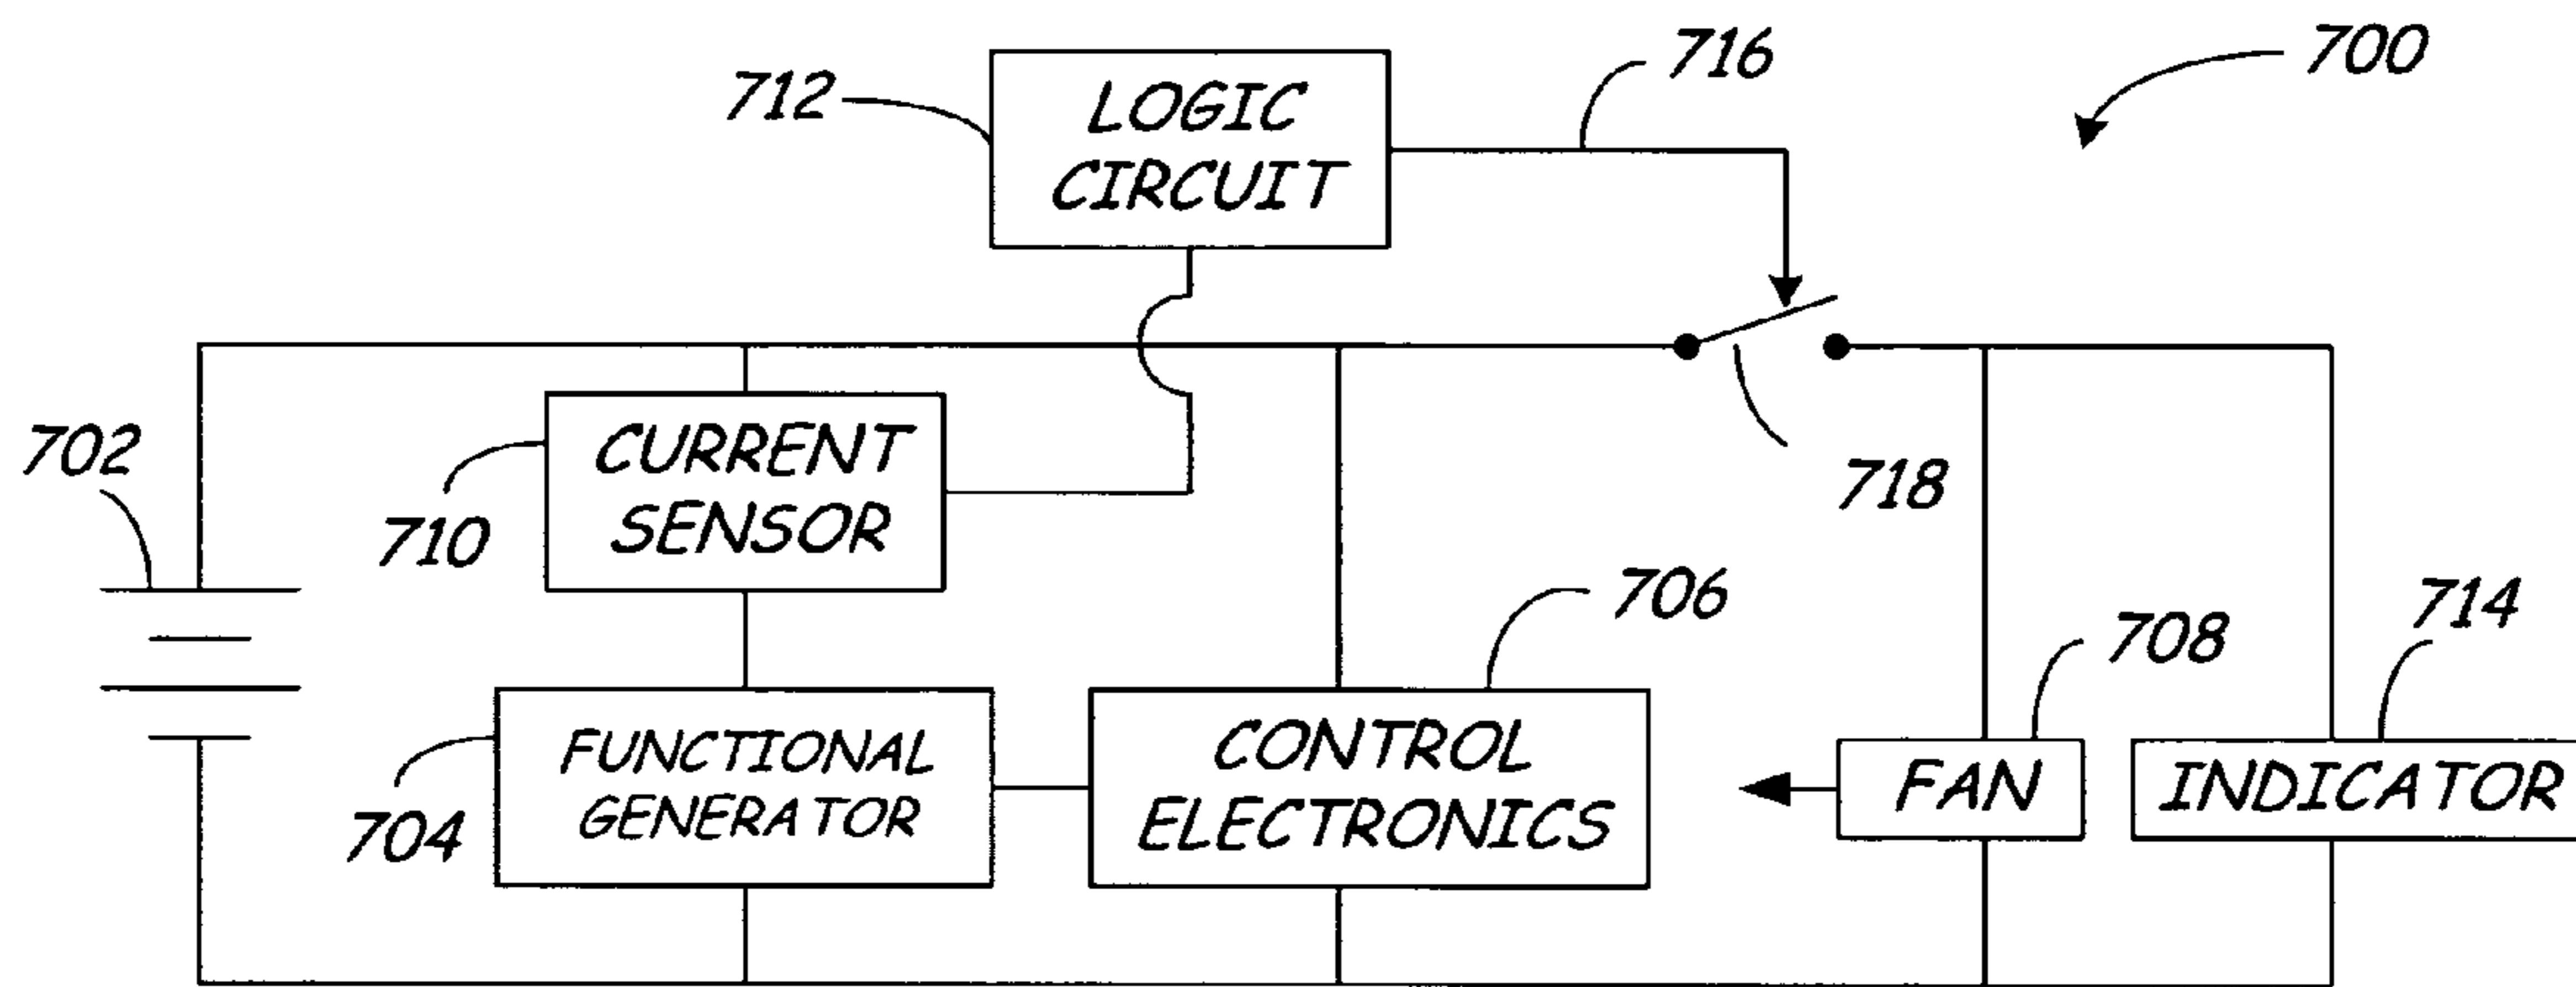 700
716
712
LOGIC
CIRCUIT
702
710
CURRENT
SENSOR
718
706
714
708
704
FUNCTIONAL
GENERATOR
CONTROL
ELECTRONICS
FAN
INDICATOR